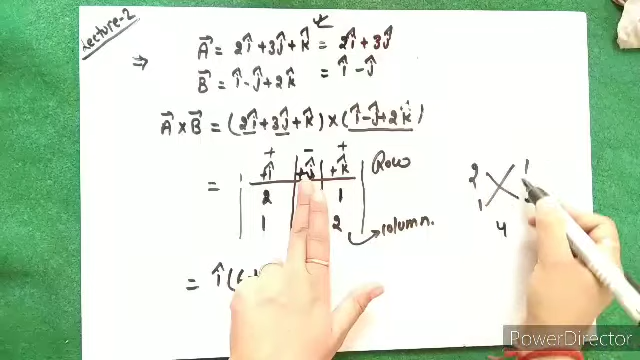 Lecture-2
A⃗ = 2î+3ĵ+k̂ = 2î+3ĵ
⇒ B⃗ = î-ĵ+2k̂ = î-ĵ
A⃗×B⃗ = (2î+3ĵ+k̂)×(î-ĵ+2k̂)
+ - +
= | +î | +ĵ | +k̂ | Row
2 1
1 2 → column.
2 1
1
4
= î(6+
PowerDirector